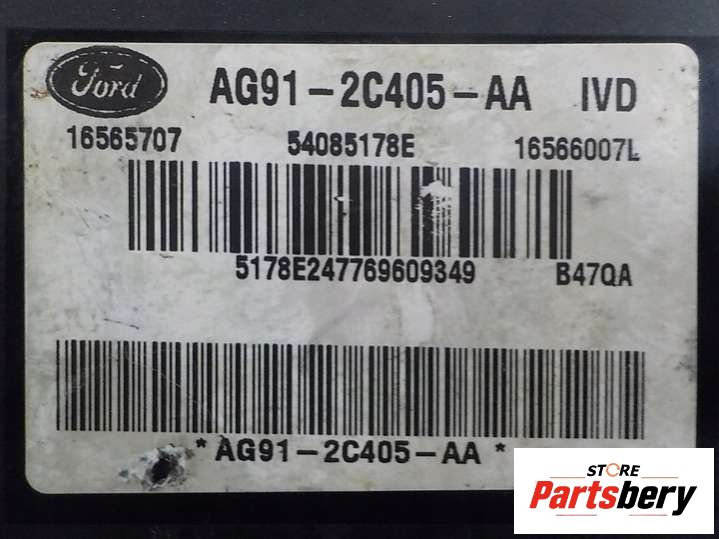 Ford AG91-2C405-AA IVD
16565707 54085178E 16566007L
5178E247769609349 B47QA
* AG91-2C405-AA *
STORE
Partsbery